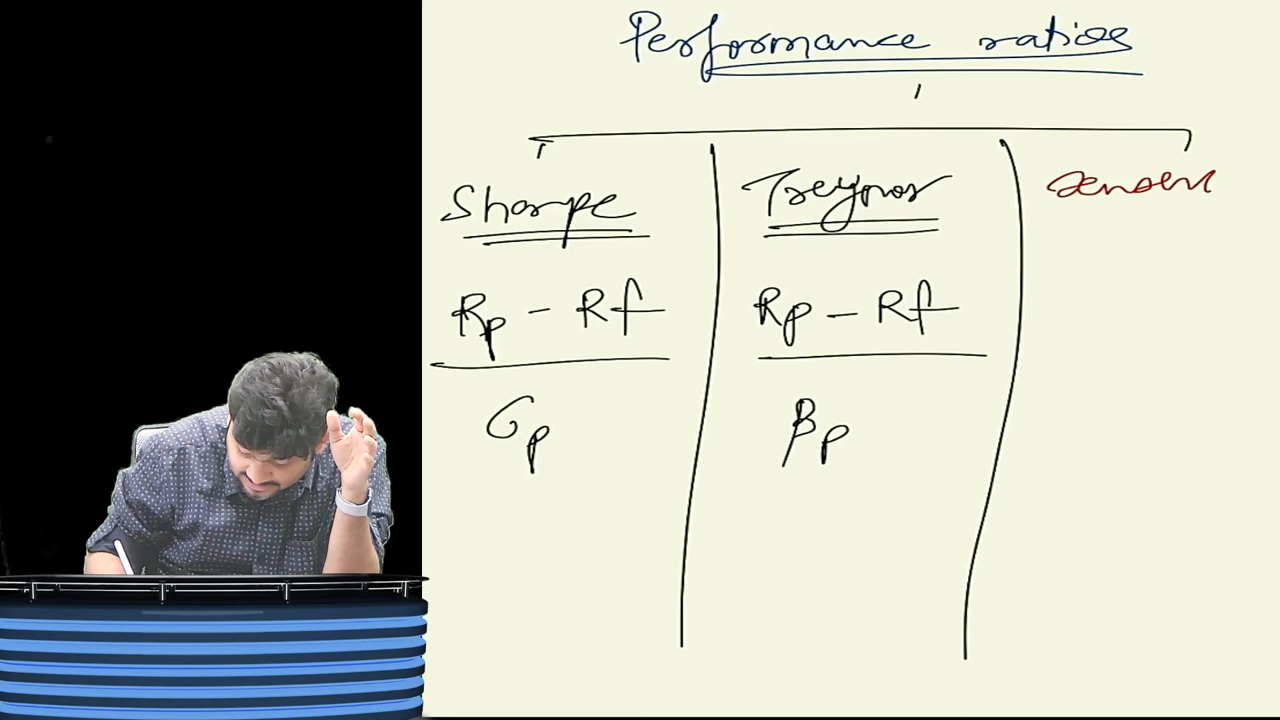 Performance ratios
Sharpe
Rp - Rf
σp
Treynor
Rp - Rf
βp
Jensen